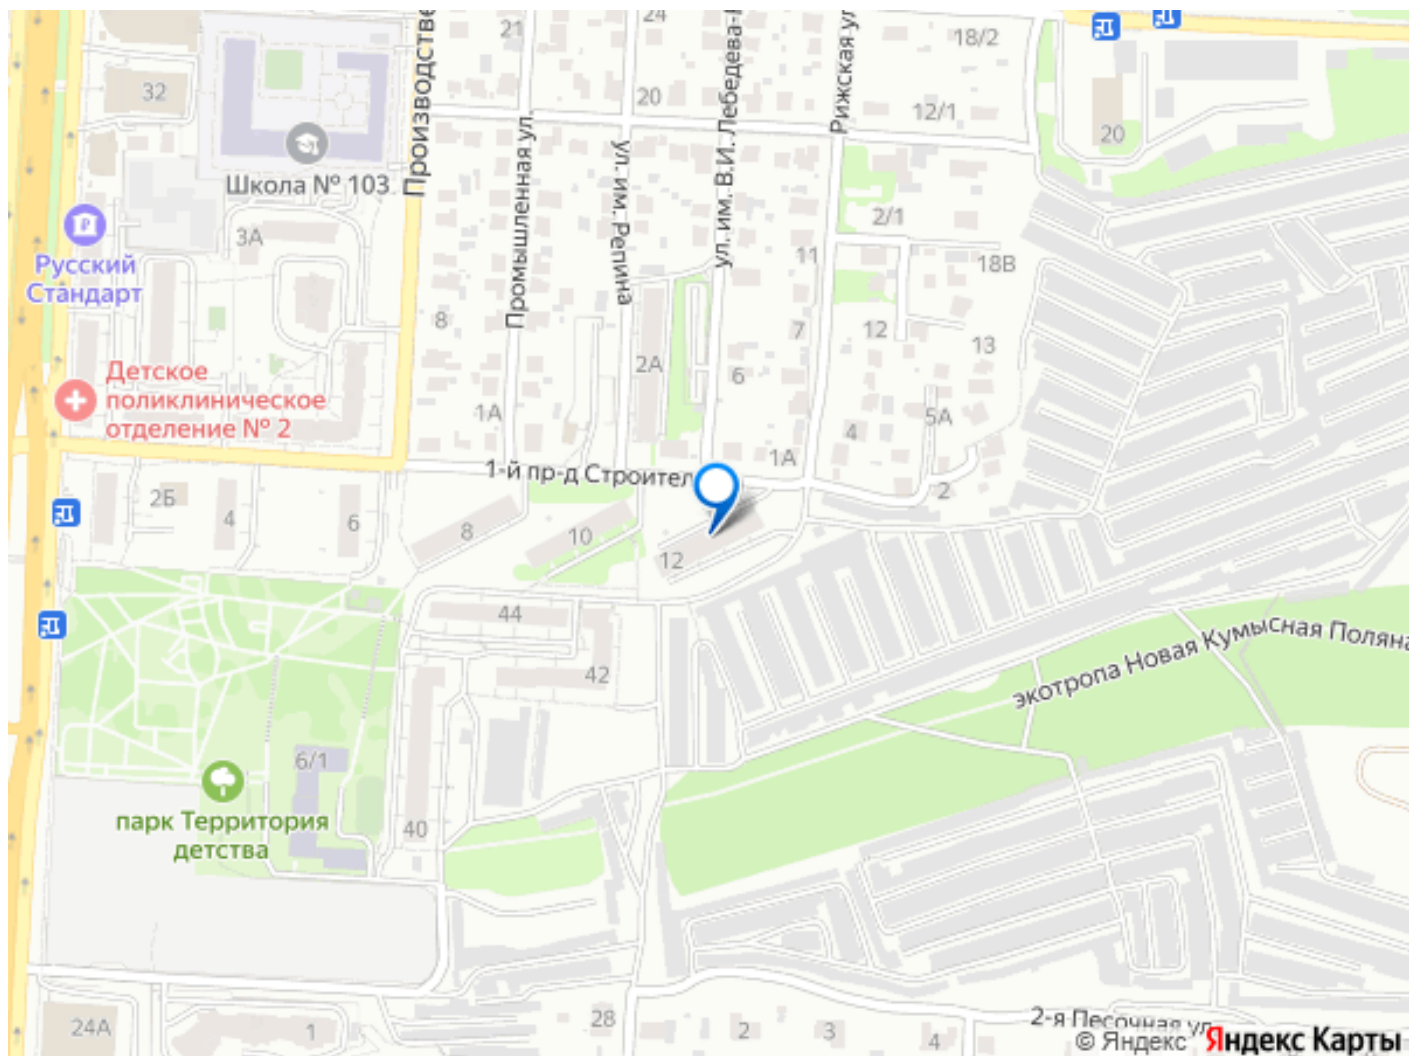 21
24
18/2
32
20
12/1
20
Производстве
Промышленная ул.
ул. им. Репина
ул. им. В.И. Лебедева-
Рижская ул
Школа № 103
3А
2/1
11
18В
Русский
Стандарт
8
7
12
13
2А
6
Детское
поликлиническое
отделение № 2
1А
4
5А
1А
1-й пр-д Строител
2
2Б
4
6
8
10
12
44
42
экотропа Новая Кумысная Поляна
6/1
парк Территория
детства
40
24А
1
28
2
3
4
2-я Песочная ул
© Яндекс Яндекс Карты